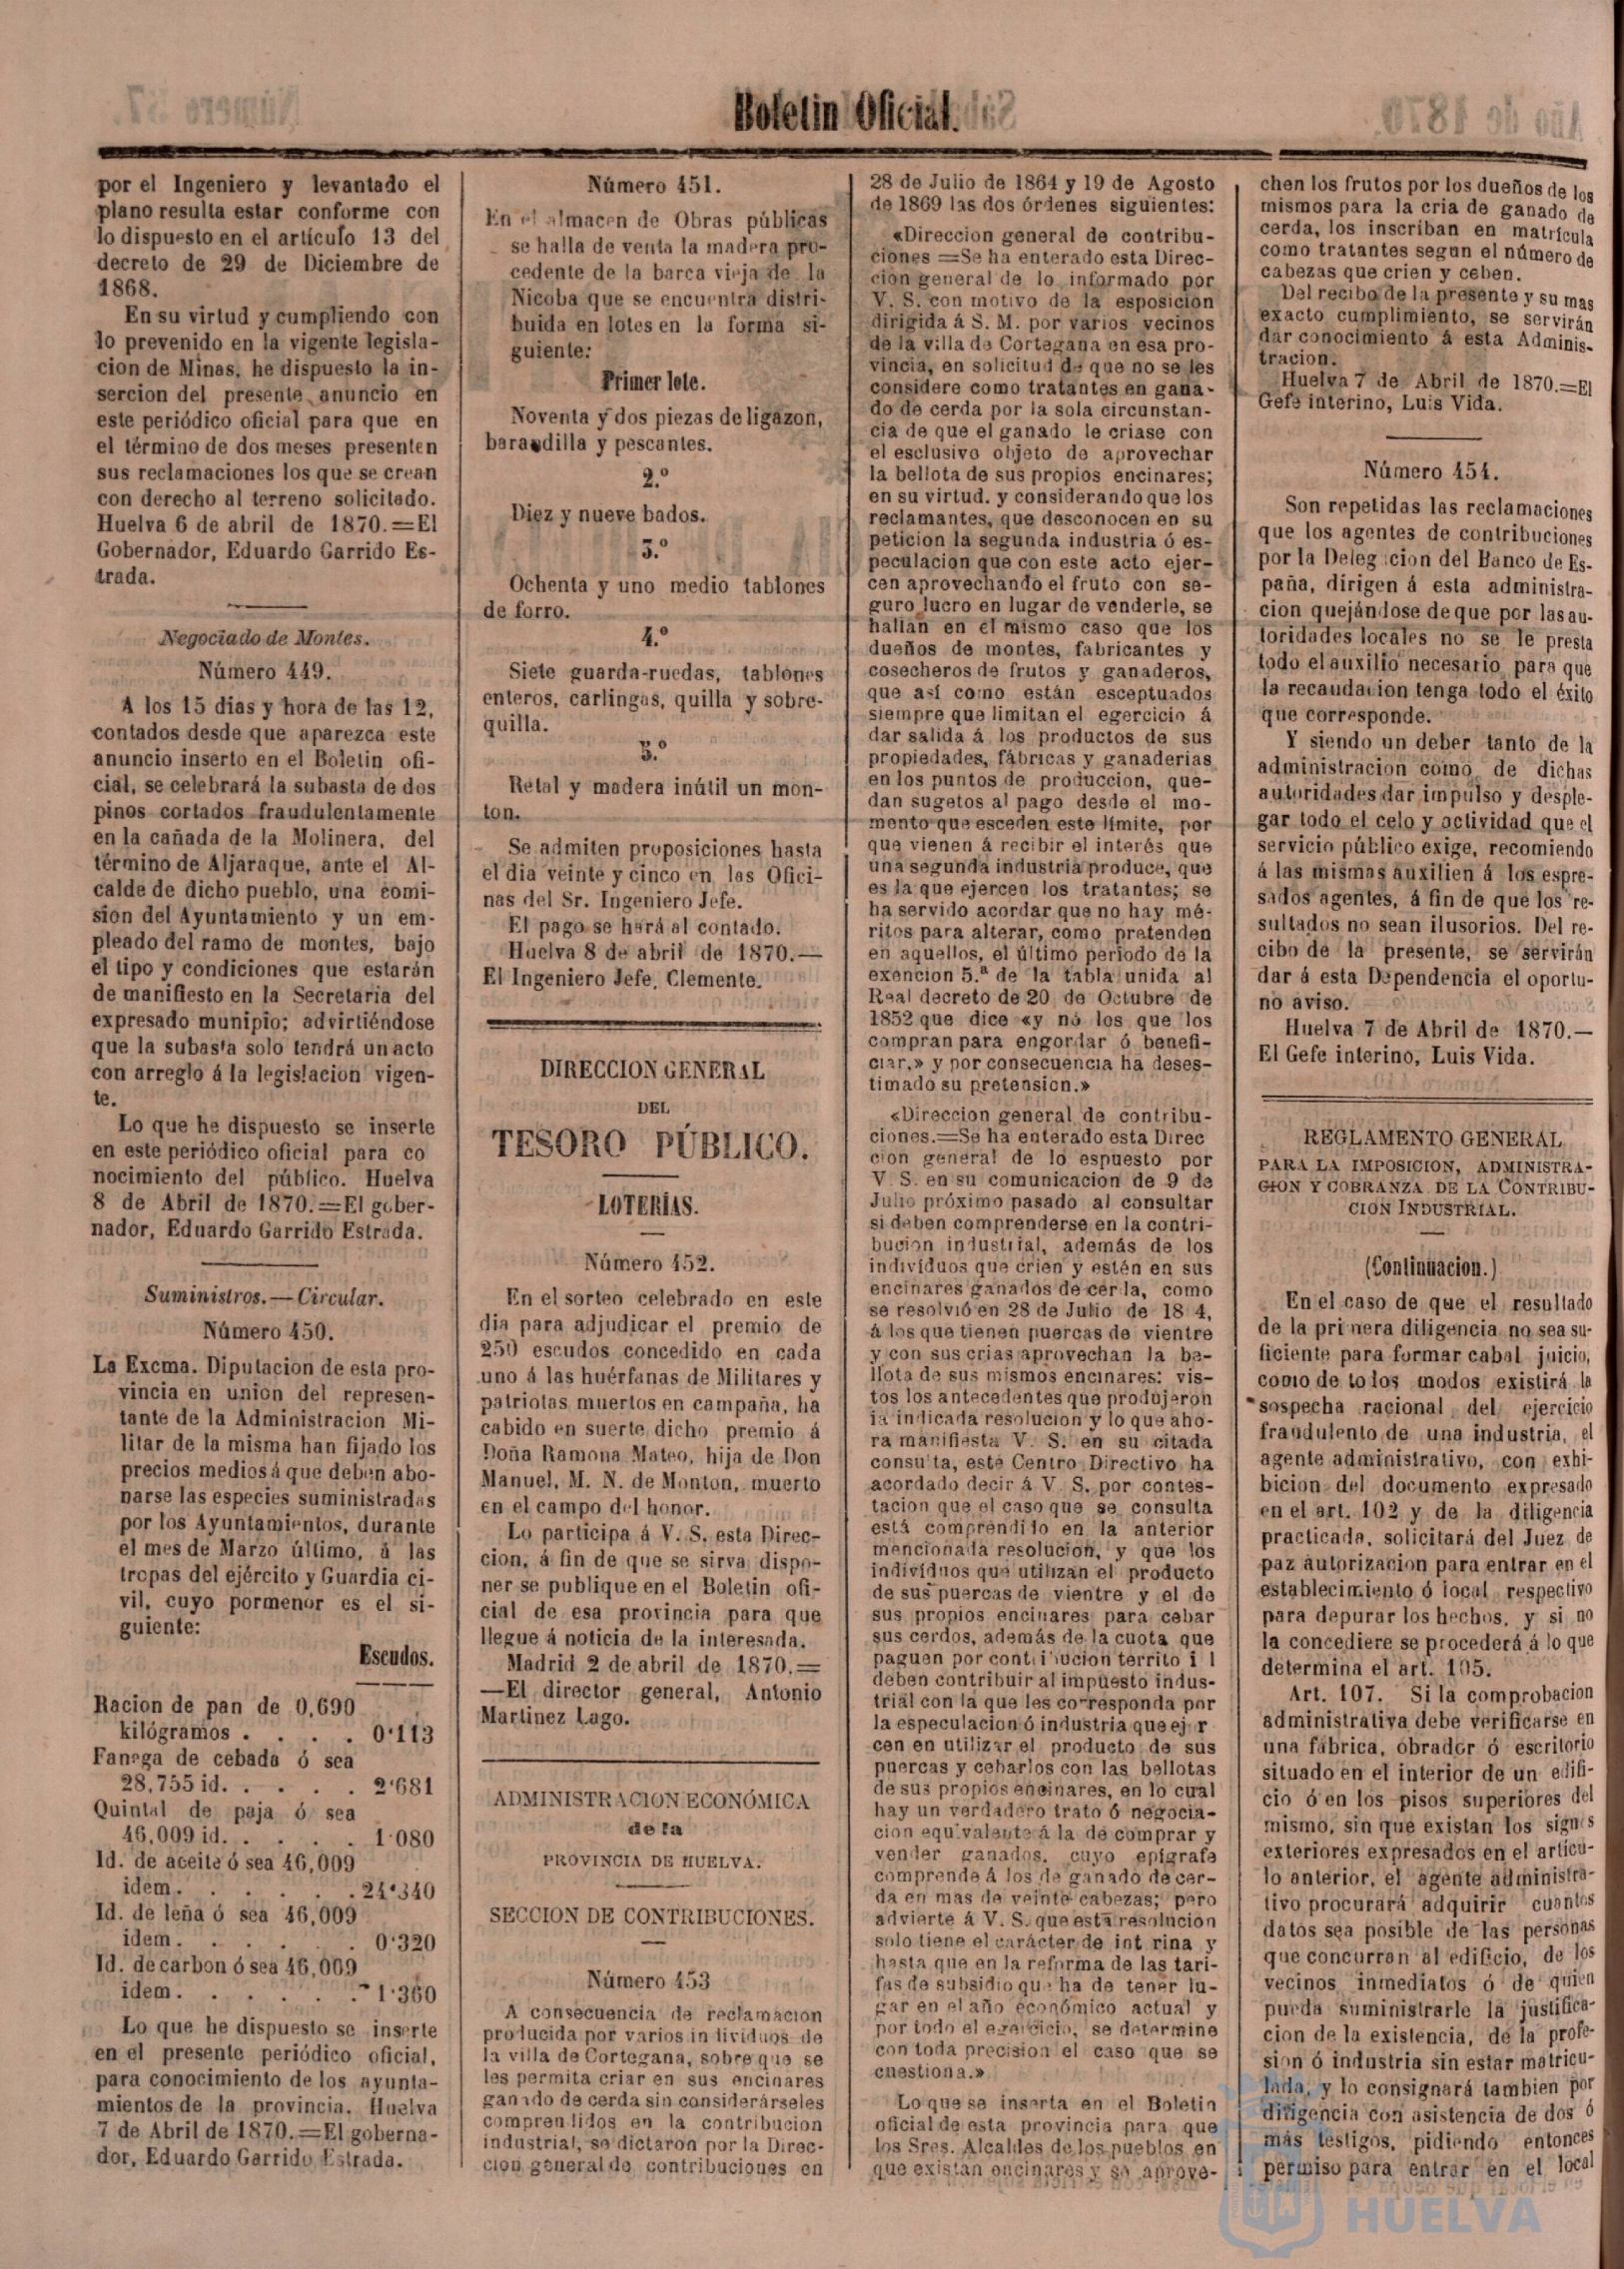 Boletin Oficial.
por el Ingeniero y levantado el
plano resulta estar conforme con
lo dispuesto en el artículo 13 del
decreto de 29 de Diciembre de
1868.
En su virtud y cumpliendo con
lo prevenido en la vigente legisla-
cion de Minas, he dispuesto la in-
sercion del presente anuncio en
este periódico oficial para que en
el término de dos meses presenten
sus reclamaciones los que se crean
con derecho al terreno solicitado.
Huelva 6 de abril de 1870.=El
Gobernador, Eduardo Garrido Es-
trada.
Negociado de Montes.
Número 449.
A los 15 dias y hora de las 12,
contados desde que aparezca este
anuncio inserto en el Boletin ofi-
cial, se celebrará la subasta de dos
pinos cortados fraudulentamente
en la cañada de la Molinera, del
término de Aljaraque, ante el Al-
calde de dicho pueblo, una comi-
sion del Ayuntamiento y un em-
pleado del ramo de montes, bajo
el tipo y condiciones que estarán
de manifiesto en la Secretaria del
expresado munipio; advirtiéndose
que la subasta solo tendrá un acto
con arreglo á la legislacion vigen-
te.
Lo que he dispuesto se inserte
en este periódico oficial para co
nocimiento del público. Huelva
8 de Abril de 1870.=El gober-
nador, Eduardo Garrido Estrada.
Suministros.—Circular.
Número 450.
La Excma. Diputacion de esta pro-
vincia en union del represen-
tante de la Administracion Mi-
litar de la misma han fijado los
precios medios á que deben abo-
narse las especies suministradas
por los Ayuntamientos, durante
el mes de Marzo último, á las
tropas del ejército y Guardia ci-
vil, cuyo pormenor es el si-
guiente:
Escudos.
Racion de pan de 0,690
kilógramos . . . . . 0'113
Fanega de cebada ó sea
28,755 id. . . . . . 2'681
Quintal de paja ó sea
46,009 id. . . . . . 1'080
Id. de aceite ó sea 46,009
idem. . . . . . . 24'340
Id. de leña ó sea 46,009
idem. . . . . . . 0'320
Id. de carbon ó sea 46,009
idem. . . . . . . 1'360
Lo que he dispuesto se inserte
en el presente periódico oficial,
para conocimiento de los ayunta-
mientos de la provincia. Huelva
7 de Abril de 1870.=El goberna-
dor, Eduardo Garrido Estrada.
Número 451.
En el almacen de Obras públicas
se halla de venta la madera pro-
cedente de la barca vieja de la
Nicoba que se encuentra distri-
buida en lotes en la forma si-
guiente:
Primer lote.
Noventa y dos piezas de ligazon,
barandilla y pescantes.
2.º
Diez y nueve bados.
3.º
Ochenta y uno medio tablones
de forro.
4.º
Siete guarda-ruedas, tablones
enteros, carlingas, quilla y sobre-
quilla.
5.º
Retal y madera inútil un mon-
ton.
Se admiten proposiciones hasta
el dia veinte y cinco en las Ofici-
nas del Sr. Ingeniero Jefe.
El pago se hará al contado.
Huelva 8 de abril de 1870.—
El Ingeniero Jefe, Clemente.
DIRECCION GENERAL
DEL
TESORO PÚBLICO.
LOTERÍAS.
Número 452.
En el sorteo celebrado en este
dia para adjudicar el premio de
250 escudos concedido en cada
uno á las huérfanas de Militares y
patriotas muertos en campaña, ha
cabido en suerte dicho premio á
Doña Ramona Mateo, hija de Don
Manuel, M. N. de Monton, muerto
en el campo del honor.
Lo participa á V. S. esta Direc-
cion, á fin de que se sirva dispo-
ner se publique en el Boletin ofi-
cial de esa provincia para que
llegue á noticia de la interesada.
Madrid 2 de abril de 1870.=
—El director general, Antonio
Martinez Lago.
ADMINISTRACION ECONÓMICA
de la
PROVINCIA DE HUELVA.
SECCION DE CONTRIBUCIONES.
Número 453
A consecuencia de reclamacion
producida por varios individuos de
la villa de Cortegana, sobre que se
les permita criar en sus encinares
ganado de cerda sin considerárseles
comprendidos en la contribucion
industrial, se dictaron por la Direc-
cion general de contribuciones en
28 de Julio de 1864 y 19 de Agosto
de 1869 las dos órdenes siguientes:
«Direccion general de contribu-
ciones =Se ha enterado esta Direc-
cion general de lo informado por
V. S. con motivo de la esposicion
dirigida á S. M. por varios vecinos
de la villa de Cortegana en esa pro-
vincia, en solicitud de que no se les
considere como tratantes en gana-
do de cerda por la sola circunstan-
cia de que el ganado le criase con
el esclusivo objeto de aprovechar
la bellota de sus propios encinares;
en su virtud. y considerando que los
reclamantes, que desconocen en su
peticion la segunda industria ó es-
peculacion que con este acto ejer-
cen aprovechando el fruto con se-
guro lucro en lugar de venderle, se
hallan en el mismo caso que los
dueños de montes, fabricantes y
cosecheros de frutos y ganaderos,
que así como están esceptuados
siempre que limitan el egercicio á
dar salida á los productos de sus
propiedades, fábricas y ganaderias
en los puntos de produccion, que-
dan sugetos al pago desde el mo-
mento que esceden este límite, por
que vienen á recibir el interés que
una segunda industria produce, que
es la que ejercen los tratantes; se
ha servido acordar que no hay mé-
ritos para alterar, como pretenden
en aquellos, el último periodo de la
exencion 5.ª de la tabla unida al
Real decreto de 20 de Octubre de
1852 que dice «y no los que los
compran para engordar ó benefi-
ciar.» y por consecuencia ha deses-
timado su pretension.»
«Direccion general de contribu-
ciones.=Se ha enterado esta Direc
cion general de lo espuesto por
V. S. en su comunicacion de 9 de
Julio próximo pasado al consultar
si deben comprenderse en la contri-
bucion industrial, además de los
individuos que crien y estén en sus
encinares ganados de cerda, como
se resolvió en 28 de Julio de 18 4,
á los que tienen puercas de vientre
y con sus crias aprovechan la be-
llota de sus mismos encinares: vis-
tos los antecedentes que produjeron
la indicada resolucion y lo que aho-
ra manifiesta V. S. en su citada
consulta, este Centro Directivo ha
acordado decir á V. S. por contes-
tacion que el caso que se consulta
está comprendido en la anterior
mencionada resolucion, y que los
individuos que utilizan el producto
de sus puercas de vientre y el de
sus propios encinares para cebar
sus cerdos, además de la cuota que
paguen por contribucion territo i l
deben contribuir al impuesto indus-
trial con la que les corresponda por
la especulacion ó industria que ej r
cen en utilizar el producto de sus
puercas y cebarlos con las bellotas
de sus propios encinares, en lo cual
hay un verdadero trato ó negocia-
cion equivalente á la de comprar y
vender ganados, cuyo epígrafe
comprende á los de ganado de cer-
da en mas de veinte cabezas; pero
advierte á V. S. que esta resolucion
solo tiene el carácter de int rina y
hasta que en la reforma de las tari-
fas de subsidio que ha de tener lu-
gar en el año económico actual y
por todo el egercicio, se determine
con toda precision el caso que se
cuestiona.»
Lo que se inserta en el Boletin
oficial de esta provincia para que
los Sres. Alcaldes de los pueblos en
que existan encinares y se aprove-
chen los frutos por los dueños de los
mismos para la cria de ganado de
cerda, los inscriban en matrícula
como tratantes segun el número de
cabezas que crien y ceben.
Del recibo de la presente y su mas
exacto cumplimiento, se servirán
dar conocimiento á esta Adminis-
tracion.
Huelva 7 de Abril de 1870.=El
Gefe interino, Luis Vida.
Número 454.
Son repetidas las reclamaciones
que los agentes de contribuciones
por la Delegacion del Banco de Es-
paña, dirigen á esta administra-
cion quejándose de que por las au-
toridades locales no se le presta
todo el auxilio necesario para que
la recaudacion tenga todo el éxito
que corresponde.
Y siendo un deber tanto de la
administracion como de dichas
autoridades dar impulso y desple-
gar todo el celo y actividad que el
servicio público exige, recomiendo
á las mismas auxilien á los espre-
sados agentes, á fin de que los re-
sultados no sean ilusorios. Del re-
cibo de la presente, se servirán
dar á esta Dependencia el oportu-
no aviso.
Huelva 7 de Abril de 1870.—
El Gefe interino, Luis Vida.
REGLAMENTO GENERAL
PARA LA IMPOSICION, ADMINISTRA-
CION Y COBRANZA DE LA CONTRIBU-
CION INDUSTRIAL.
(Continuacion.)
En el caso de que el resultado
de la primera diligencia no sea su-
ficiente para formar cabal juicio,
como de todos modos existirá la
sospecha racional del ejercicio
fraudulento de una industria, el
agente administrativo, con exhi-
bicion del documento expresado
en el art. 102 y de la diligencia
practicada, solicitará del Juez de
paz autorizacion para entrar en el
establecimiento ó local respectivo
para depurar los hechos, y si no
la concediere se procederá á lo que
determina el art. 105.
Art. 107. Si la comprobacion
administrativa debe verificarse en
una fábrica, obrador ó escritorio
situado en el interior de un edifi-
cio ó en los pisos superiores del
mismo, sin que existan los signos
exteriores expresados en el artícu-
lo anterior, el agente administra-
tivo procurará adquirir cuantos
datos sea posible de las personas
que concurran al edificio, de los
vecinos inmediatos ó de quien
pueda suministrarle la justifica-
cion de la existencia, de la profe-
sion ó industria sin estar matricu-
lada, y lo consignará tambien por
diligencia con asistencia de dos ó
más testigos, pidiendo entonces
permiso para entrar en el local
HUELVA